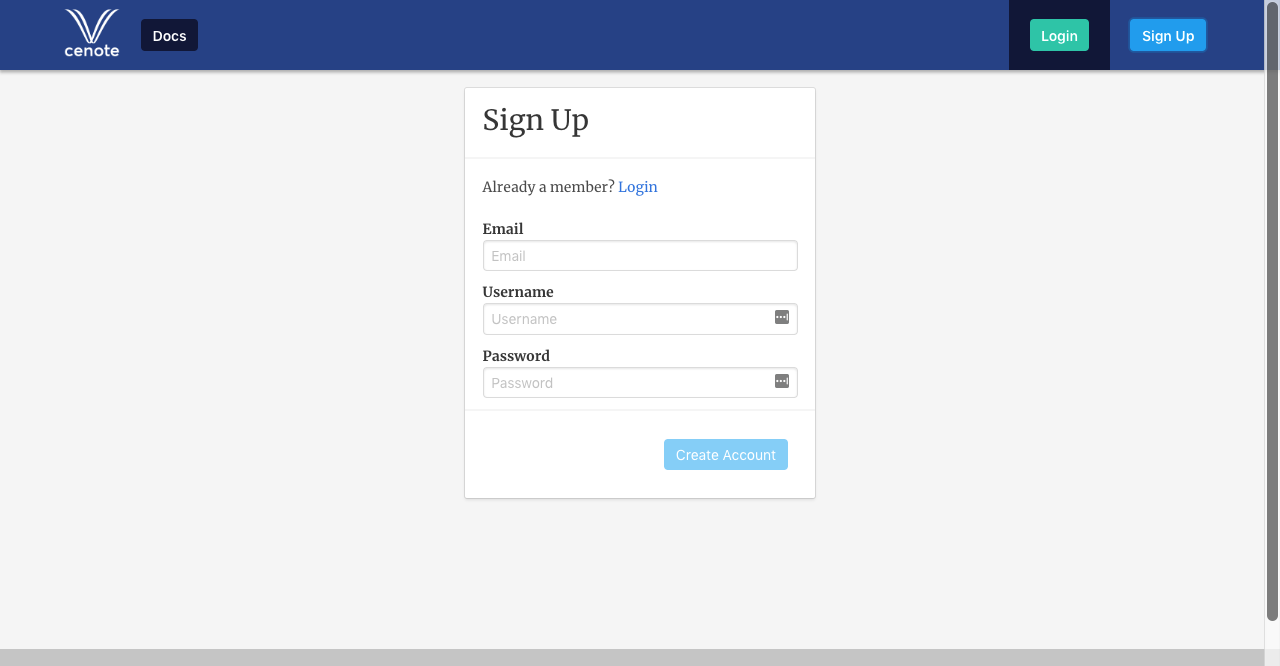 cenote
Docs
Login
Sign Up
Sign Up
Already a member? Login
Email
Email
Username
Username
Password
Password
Create Account